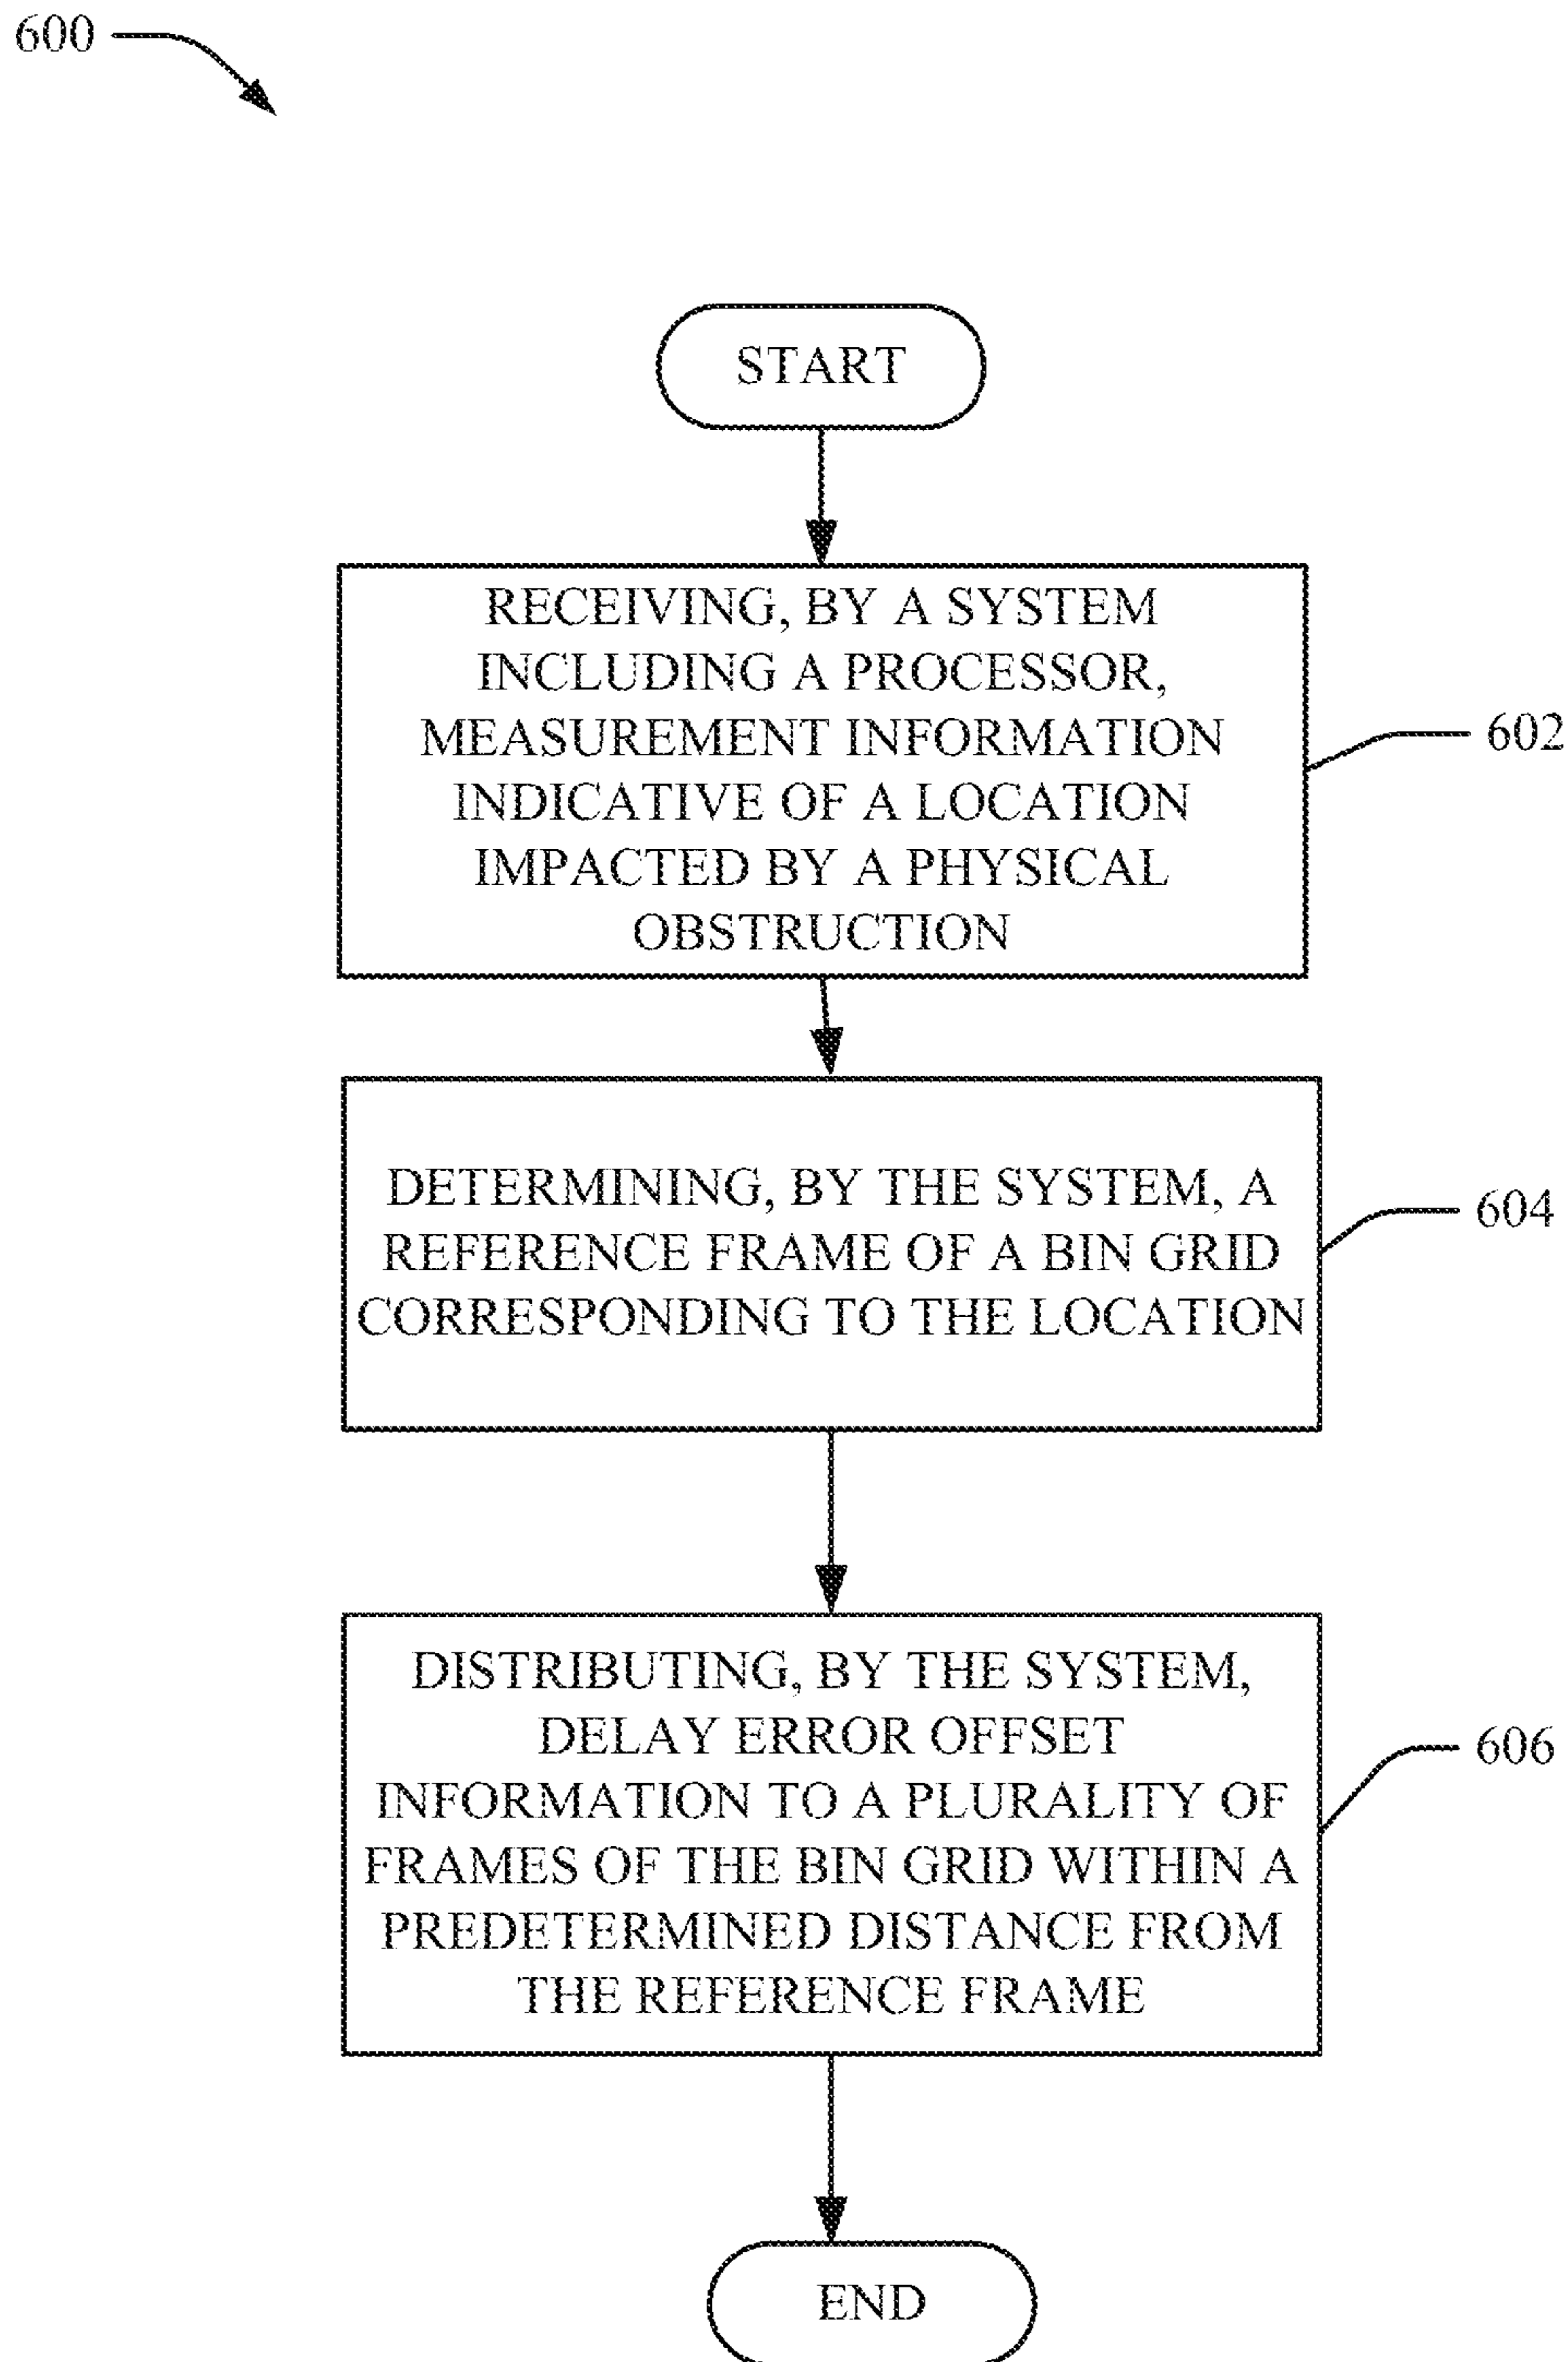 600
START
RECEIVING, BY A SYSTEM
INCLUDING A PROCESSOR,
MEASUREMENT INFORMATION
INDICATIVE OF A LOCATION
IMPACTED BY A PHYSICAL
OBSTRUCTION
602
DETERMINING, BY THE SYSTEM, A
REFERENCE FRAME OF A BIN GRID
CORRESPONDING TO THE LOCATION
604
DISTRIBUTING, BY THE SYSTEM,
DELAY ERROR OFFSET
INFORMATION TO A PLURALITY OF
FRAMES OF THE BIN GRID WITHIN A
PREDETERMINED DISTANCE FROM
THE REFERENCE FRAME
606
END